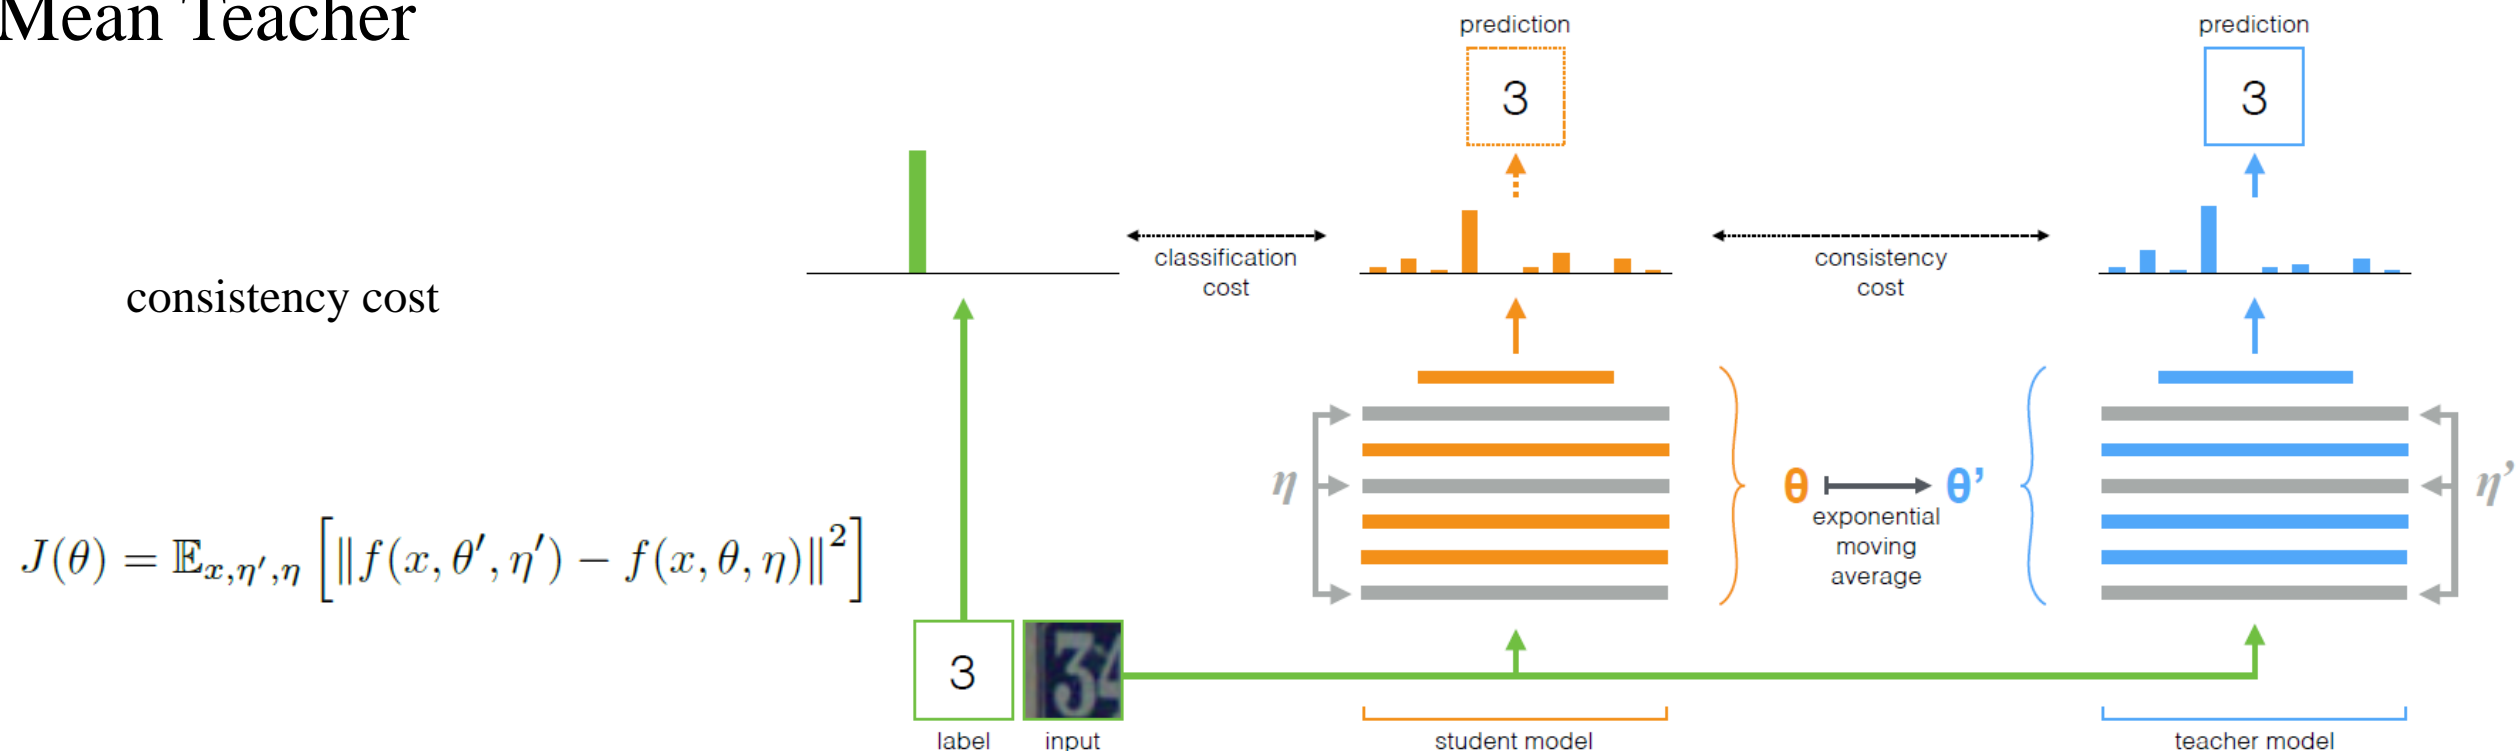 Mean Teacher
prediction
prediction
3
3
classification
cost
consistency
cost
consistency cost
η
θ
θ’
η’
exponential
moving
average
J(θ) = 𝔼x,η′,η [‖f(x, θ′, η′) − f(x, θ, η)‖²]
3
34
label
input
student model
teacher model